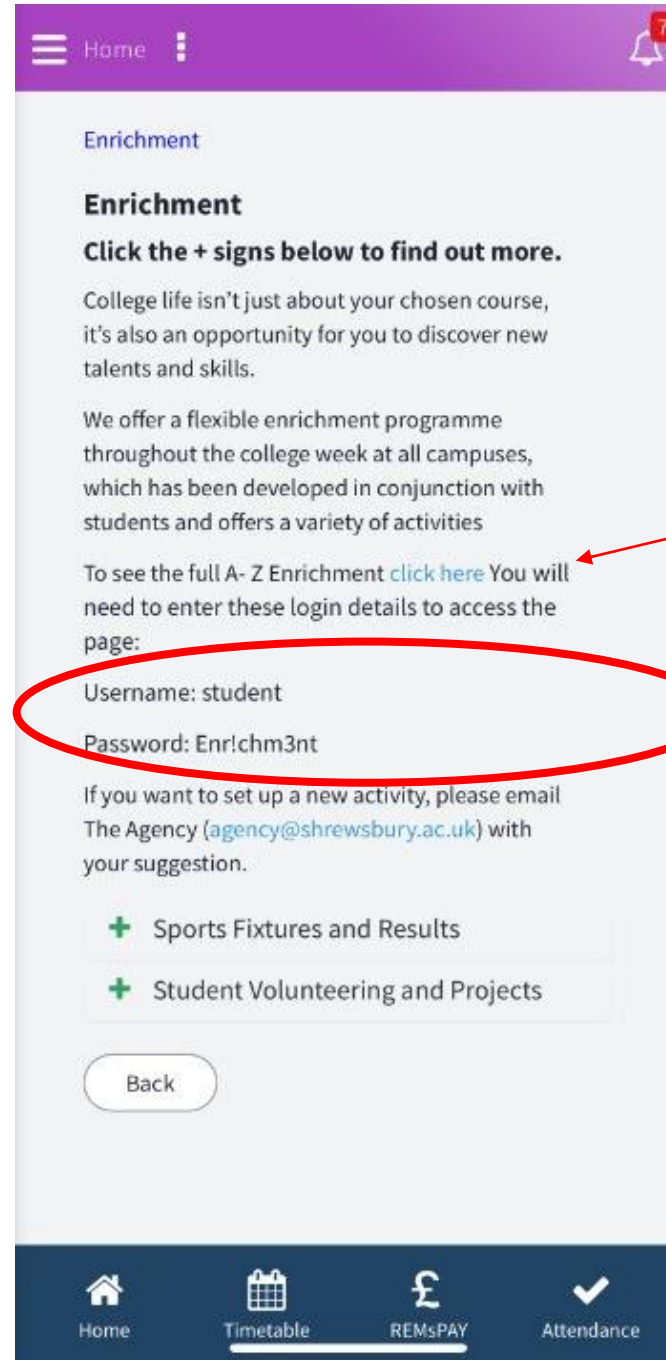 Home
7
Enrichment
Enrichment
Click the + signs below to find out more.
College life isn't just about your chosen course,
it's also an opportunity for you to discover new
talents and skills.
We offer a flexible enrichment programme
throughout the college week at all campuses,
which has been developed in conjunction with
students and offers a variety of activities
To see the full A- Z Enrichment click here You will
need to enter these login details to access the
page:
Username: student
Password: Enr!chm3nt
If you want to set up a new activity, please email
The Agency (agency@shrewsbury.ac.uk) with
your suggestion.
+ Sports Fixtures and Results
+ Student Volunteering and Projects
Back
Home Timetable REMsPAY Attendance